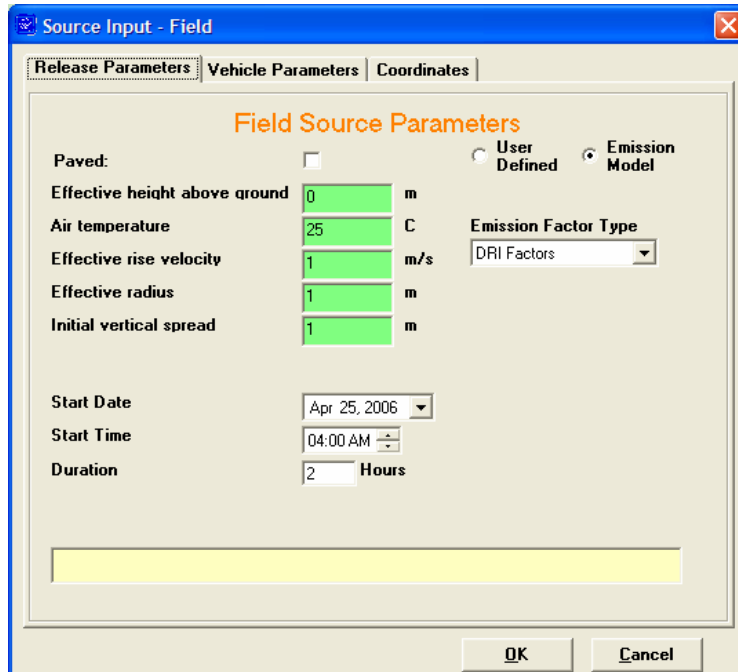 Source Input - Field
Release Parameters Vehicle Parameters Coordinates
Field Source Parameters
Paved:
User Defined
Emission Model
Effective height above ground 0 m
Air temperature 25 C
Emission Factor Type
Effective rise velocity 1 m/s
DRI Factors
Effective radius 1 m
Initial vertical spread 1 m
Start Date Apr 25, 2006
Start Time 04:00 AM
Duration 2 Hours
OK Cancel